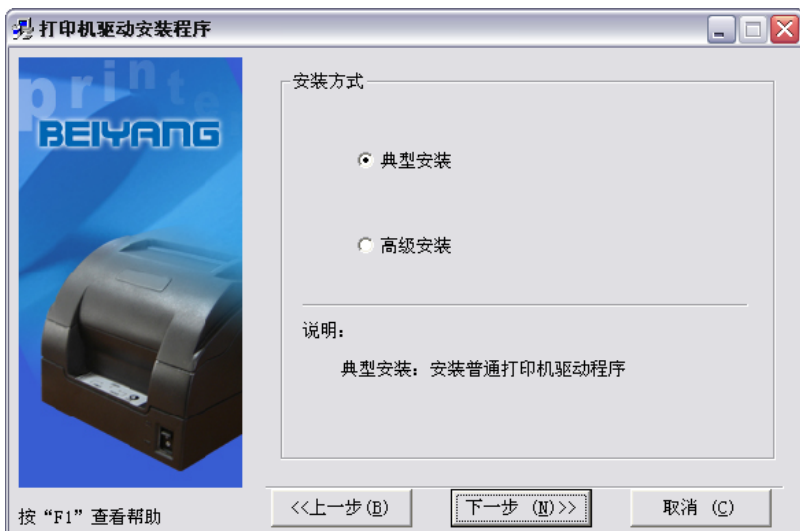 打印机驱动安装程序
printe
BEIYANG
安装方式
典型安装
高级安装
说明：
典型安装：安装普通打印机驱动程序
按“F1”查看帮助
<<上一步(B)
下一步 (N)>>
取消 (C)